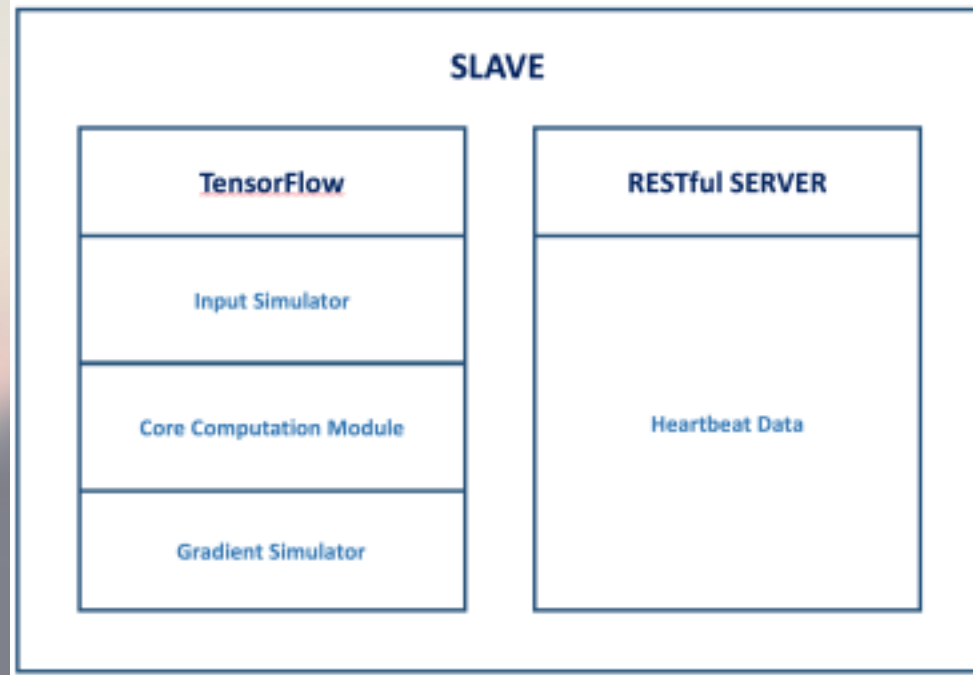 SLAVE
TensorFlow
Input Simulator
Core Computation Module
Gradient Simulator
RESTful SERVER
Heartbeat Data